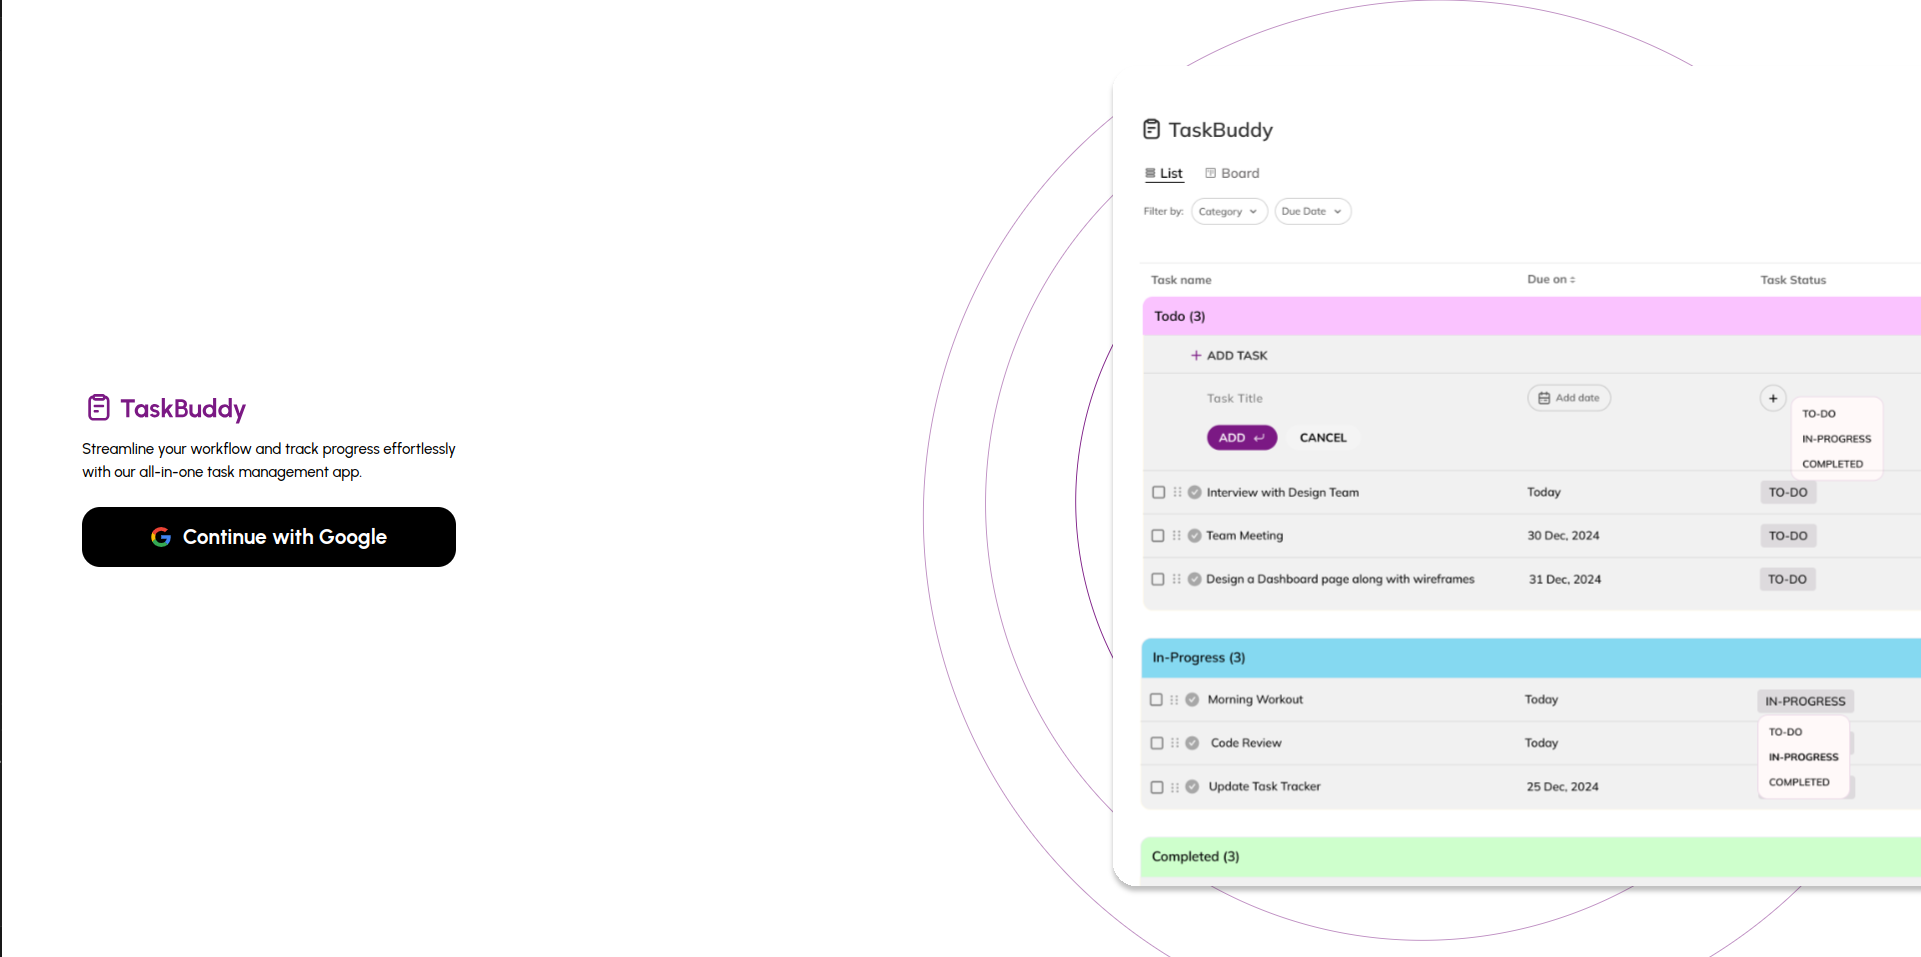 TaskBuddy
Streamline your workflow and track progress effortlessly
with our all-in-one task management app.
Continue with Google
TaskBuddy
List Board
Filter by: Category Due Date
Task name Due on Task Status
Todo (3)
+ ADD TASK
Task Title Add date +
TO-DO
IN-PROGRESS
COMPLETED
ADD CANCEL
Interview with Design Team Today TO-DO
Team Meeting 30 Dec, 2024 TO-DO
Design a Dashboard page along with wireframes 31 Dec, 2024 TO-DO
In-Progress (3)
Morning Workout Today IN-PROGRESS
TO-DO
IN-PROGRESS
COMPLETED
Code Review Today
Update Task Tracker 25 Dec, 2024
Completed (3)